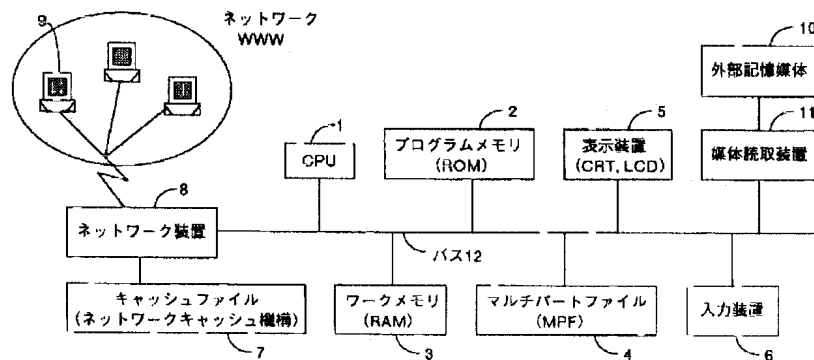 9
ネットワーク
WWW
10
外部記憶媒体
1
CPU
2
プログラムメモリ
(ROM)
5
表示装置
(CRT, LCD)
11
媒体読取装置
8
ネットワーク装置
バス12
キャッシュファイル
(ネットワークキャッシュ機構)
7
ワークメモリ
(RAM)
3
マルチパートファイル
(MPF)
4
入力装置
6